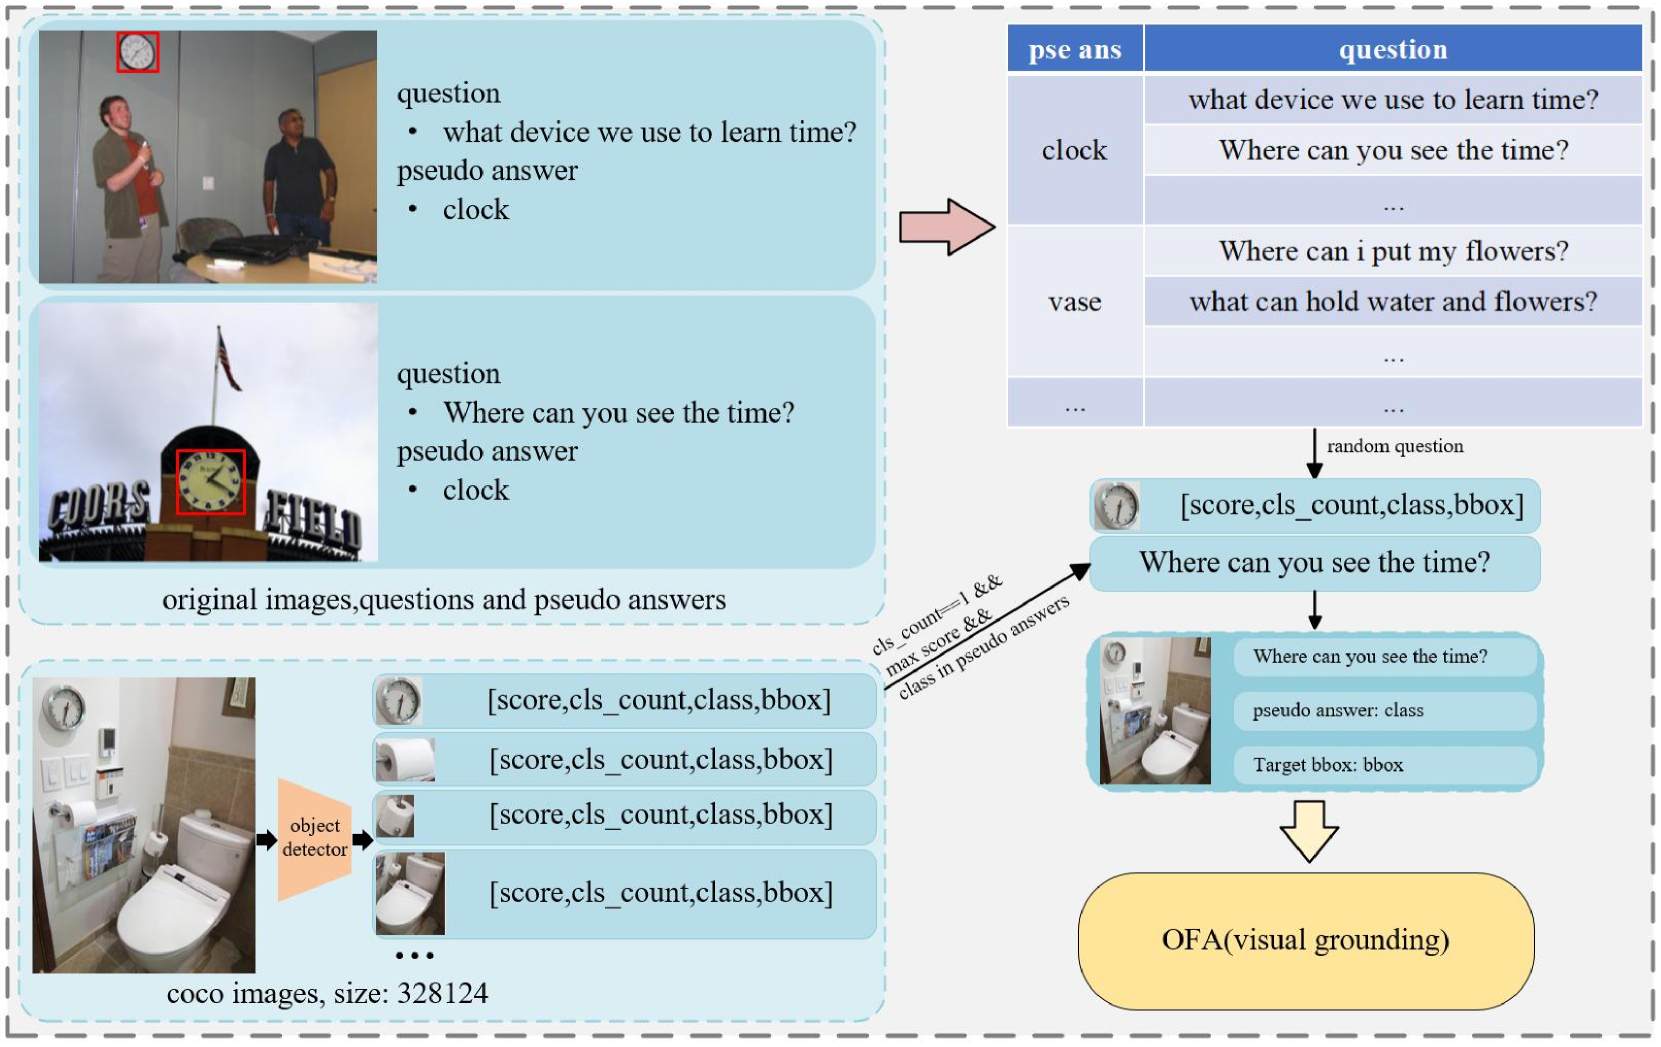 question
• what device we use to learn time?
pseudo answer
• clock
COORS FIELD
question
• Where can you see the time?
pseudo answer
• clock
original images,questions and pseudo answers
pse ans question
clock
what device we use to learn time?
Where can you see the time?
...
vase
Where can i put my flowers?
what can hold water and flowers?
...
... ...
random question
[score,cls_count,class,bbox]
Where can you see the time?
cls_count==1 &&
max score &&
class in pseudo answers
object
detector
[score,cls_count,class,bbox]
[score,cls_count,class,bbox]
[score,cls_count,class,bbox]
[score,cls_count,class,bbox]
...
coco images, size: 328124
Where can you see the time?
pseudo answer: class
Target bbox: bbox
OFA(visual grounding)